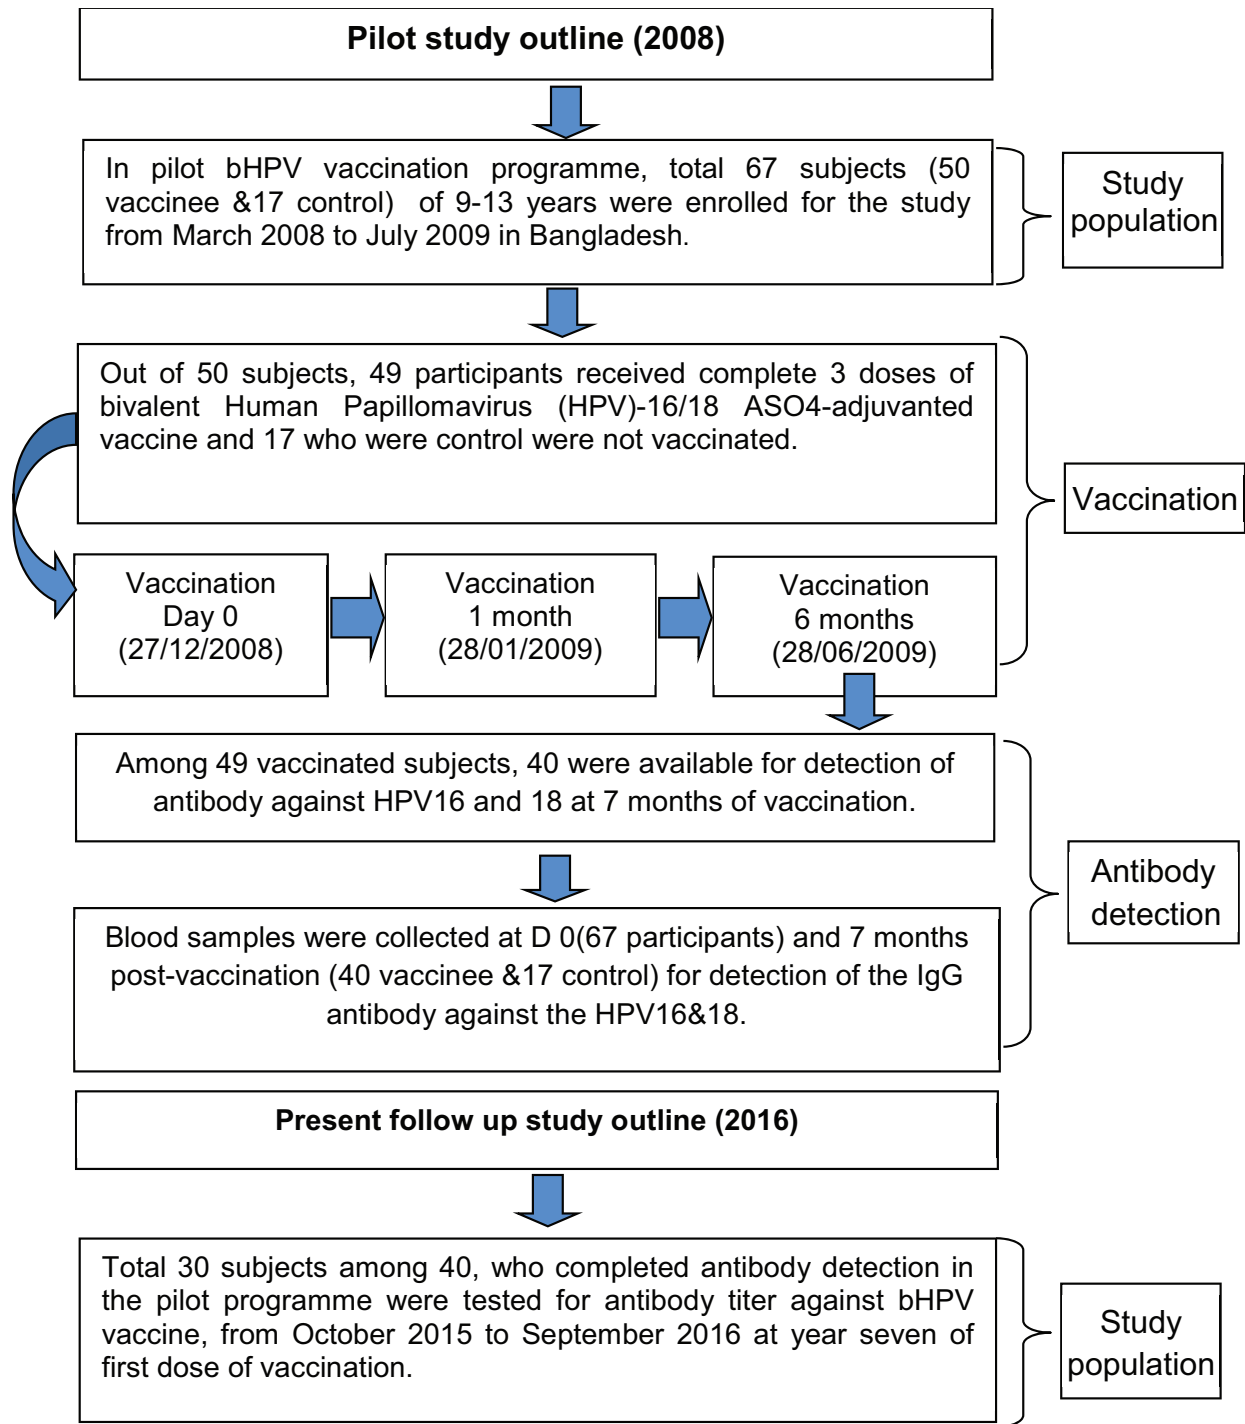 Pilot study outline (2008)
In pilot bHPV vaccination programme, total 67 subjects (50
vaccinee &17 control) of 9-13 years were enrolled for the study
from March 2008 to July 2009 in Bangladesh.
Study
population
Out of 50 subjects, 49 participants received complete 3 doses of
bivalent Human Papillomavirus (HPV)-16/18 ASO4-adjuvanted
vaccine and 17 who were control were not vaccinated.
Vaccination
Vaccination
Day 0
(27/12/2008)
Vaccination
1 month
(28/01/2009)
Vaccination
6 months
(28/06/2009)
Among 49 vaccinated subjects, 40 were available for detection of
antibody against HPV16 and 18 at 7 months of vaccination.
Antibody
detection
Blood samples were collected at D 0(67 participants) and 7 months
post-vaccination (40 vaccinee &17 control) for detection of the IgG
antibody against the HPV16&18.
Present follow up study outline (2016)
Total 30 subjects among 40, who completed antibody detection in
the pilot programme were tested for antibody titer against bHPV
vaccine, from October 2015 to September 2016 at year seven of
first dose of vaccination.
Study
population